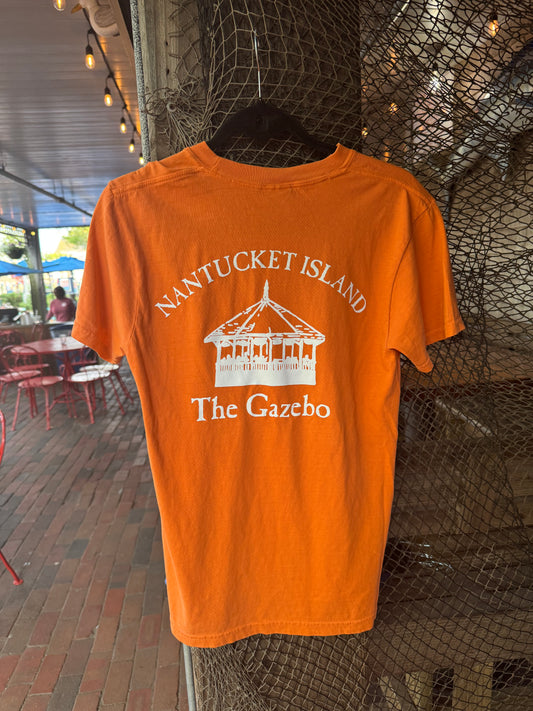 NANTUCKET ISLAND
The Gazebo